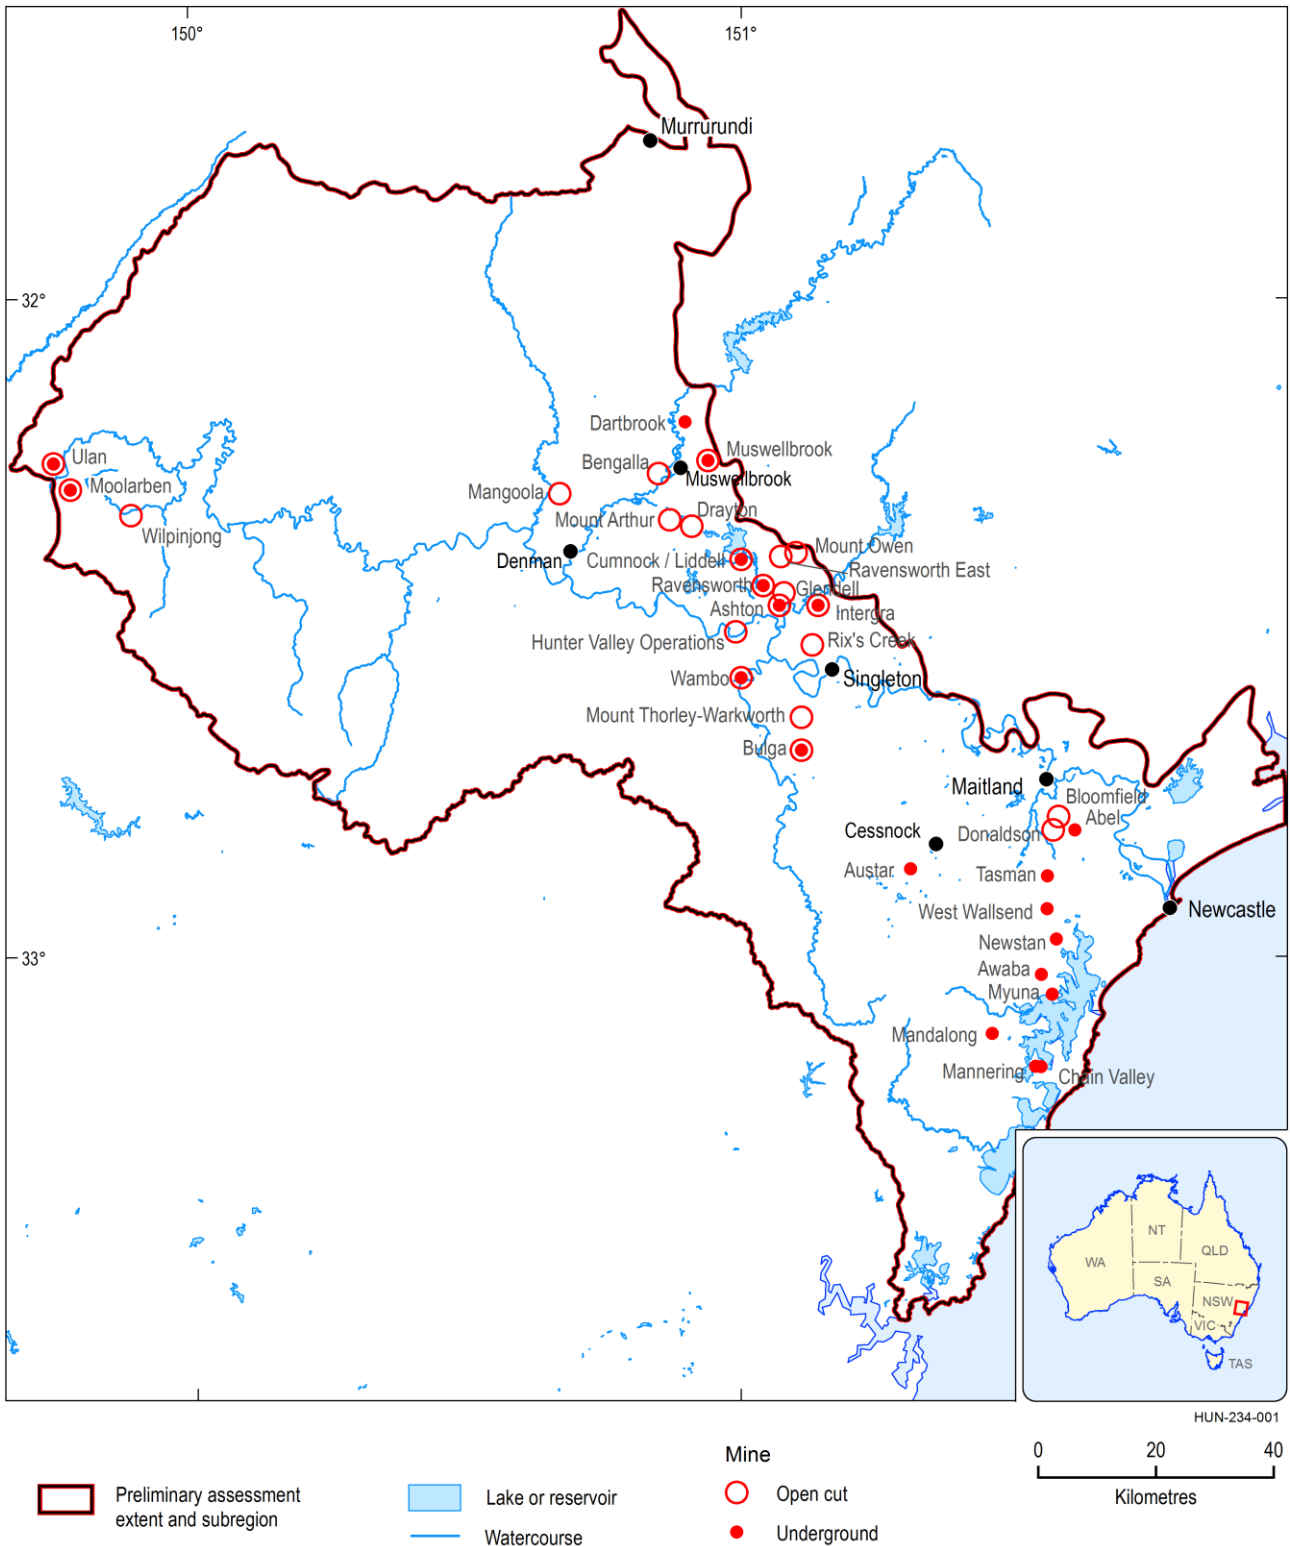 150°
151°
Murrurundi
32°
Dartbrook
Muswellbrook
Bengalla
Muswellbrook
Ulan
Moolarben
Mangoola
Wilpinjong
Drayton
Mount Arthur
Mount Owen
Denman
Cumnock / Liddell
Ravensworth East
Ravensworth
Glendell
Ashton
Intergra
Hunter Valley Operations
Rix's Creek
Wambo
Singleton
Mount Thorley-Warkworth
Bulga
Maitland
Bloomfield
Abel
Cessnock
Donaldson
Austar
Tasman
West Wallsend
Newcastle
Newstan
33°
Awaba
Myuna
Mandalong
Mannering
Chain Valley
NT
QLD
WA
SA
NSW
VIC
TAS
HUN-234-001
Mine
0 20 40
Kilometres
Preliminary assessment
extent and subregion
Lake or reservoir
Watercourse
Open cut
Underground